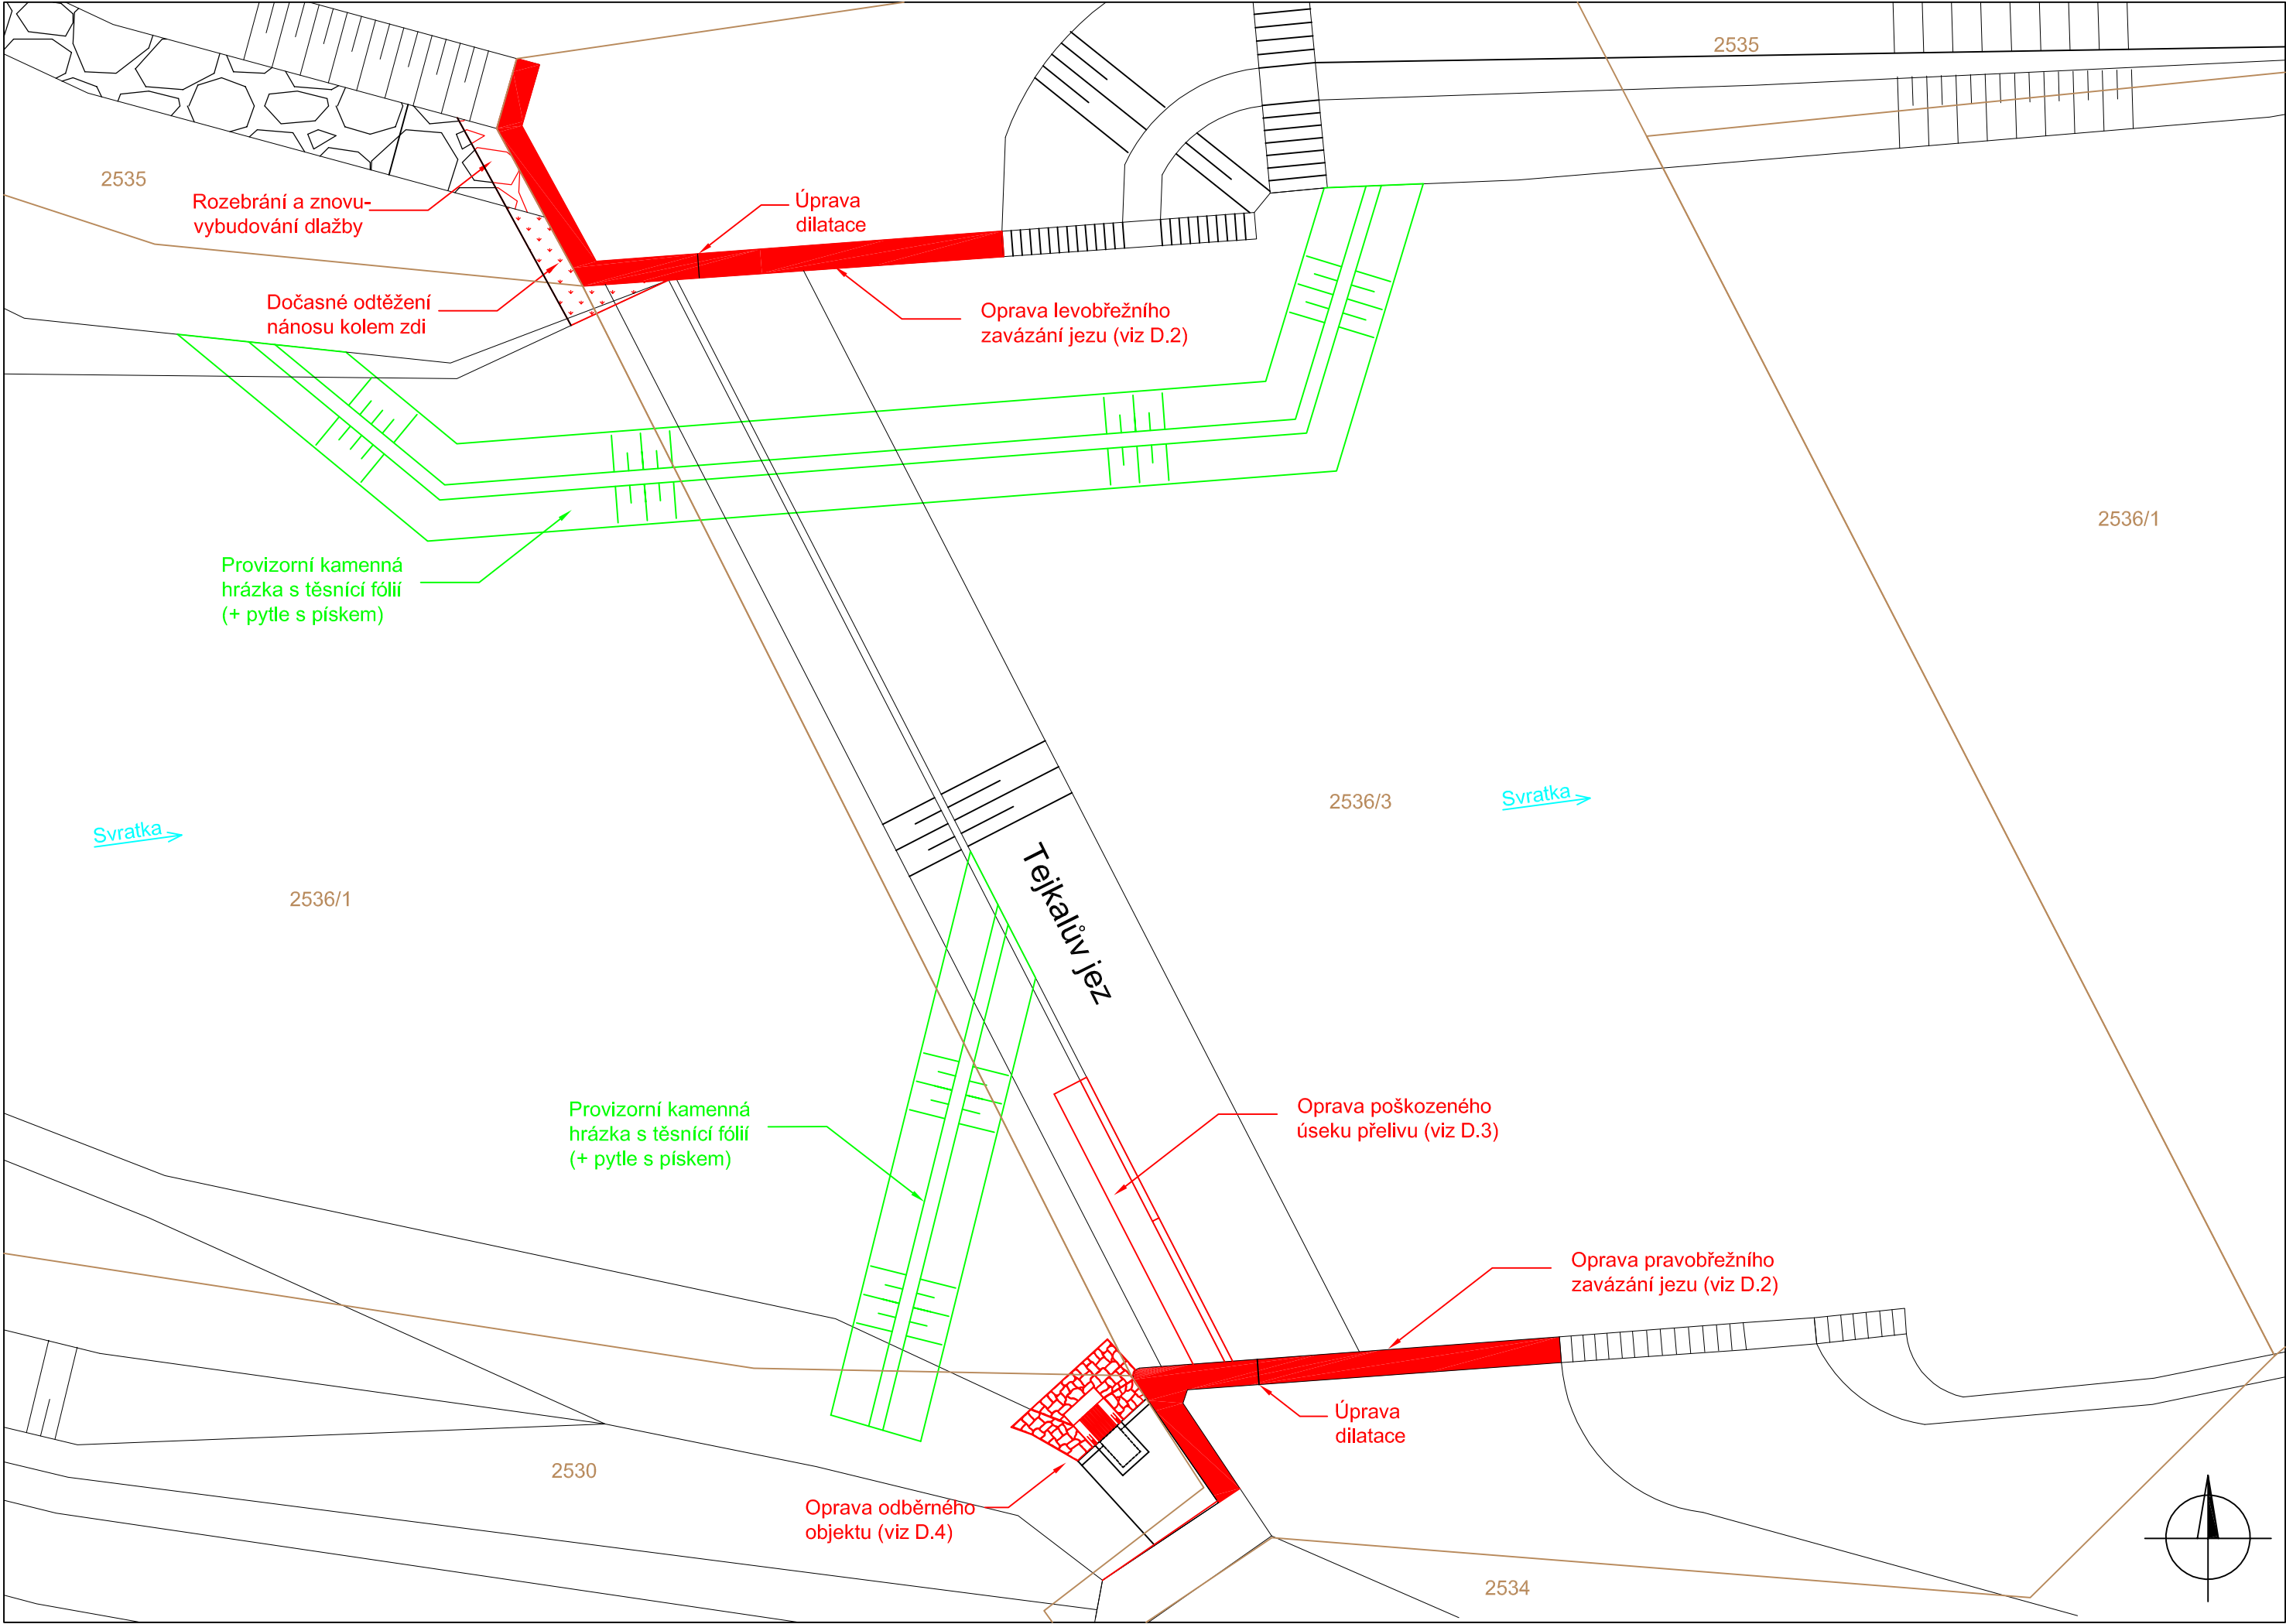 2535
2535
Rozebrání a znovu-
vybudování dlažby
Úprava
dilatace
Dočasné odtěžení
nánosu kolem zdi
Oprava levobřežního
zavázání jezu (viz D.2)
2536/1
Provizorní kamenná
hrázka s těsnící fólií
(+ pytle s pískem)
Svratka
2536/3
Svratka
2536/1
Tejkalův jez
Provizorní kamenná
hrázka s těsnící fólií
(+ pytle s pískem)
Oprava poškozeného
úseku přelivu (viz D.3)
Oprava pravobřežního
zavázání jezu (viz D.2)
Úprava
dilatace
2530
Oprava odběrného
objektu (viz D.4)
2534